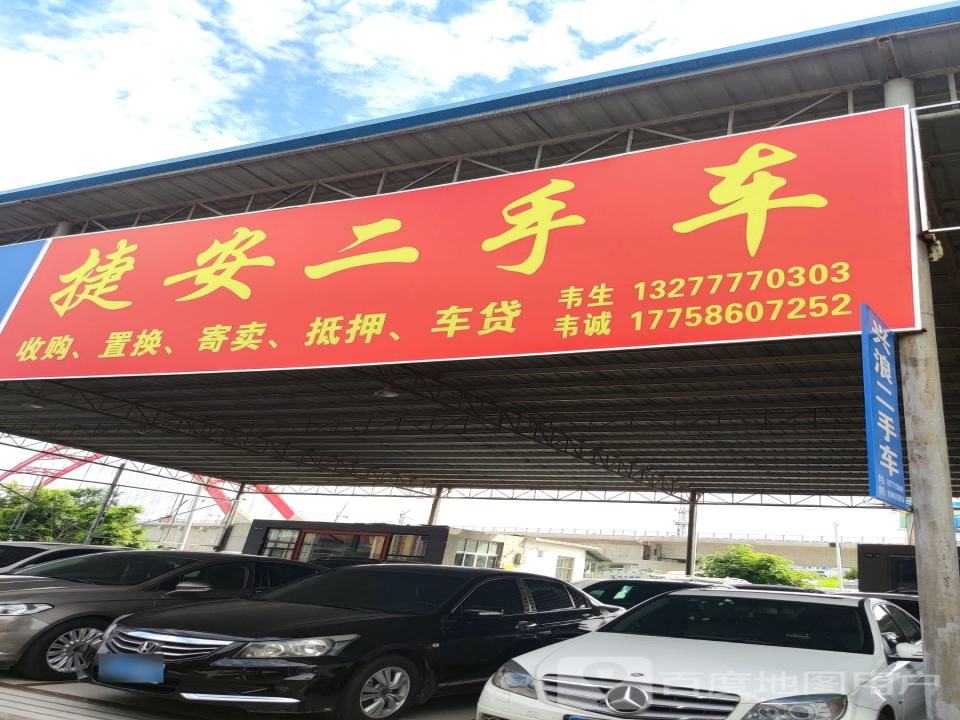 捷安二手车
收购、置换、寄卖、抵押、车贷
韦生 13277770303
韦诚 17758607252
兴浪二手车
百度地图用户